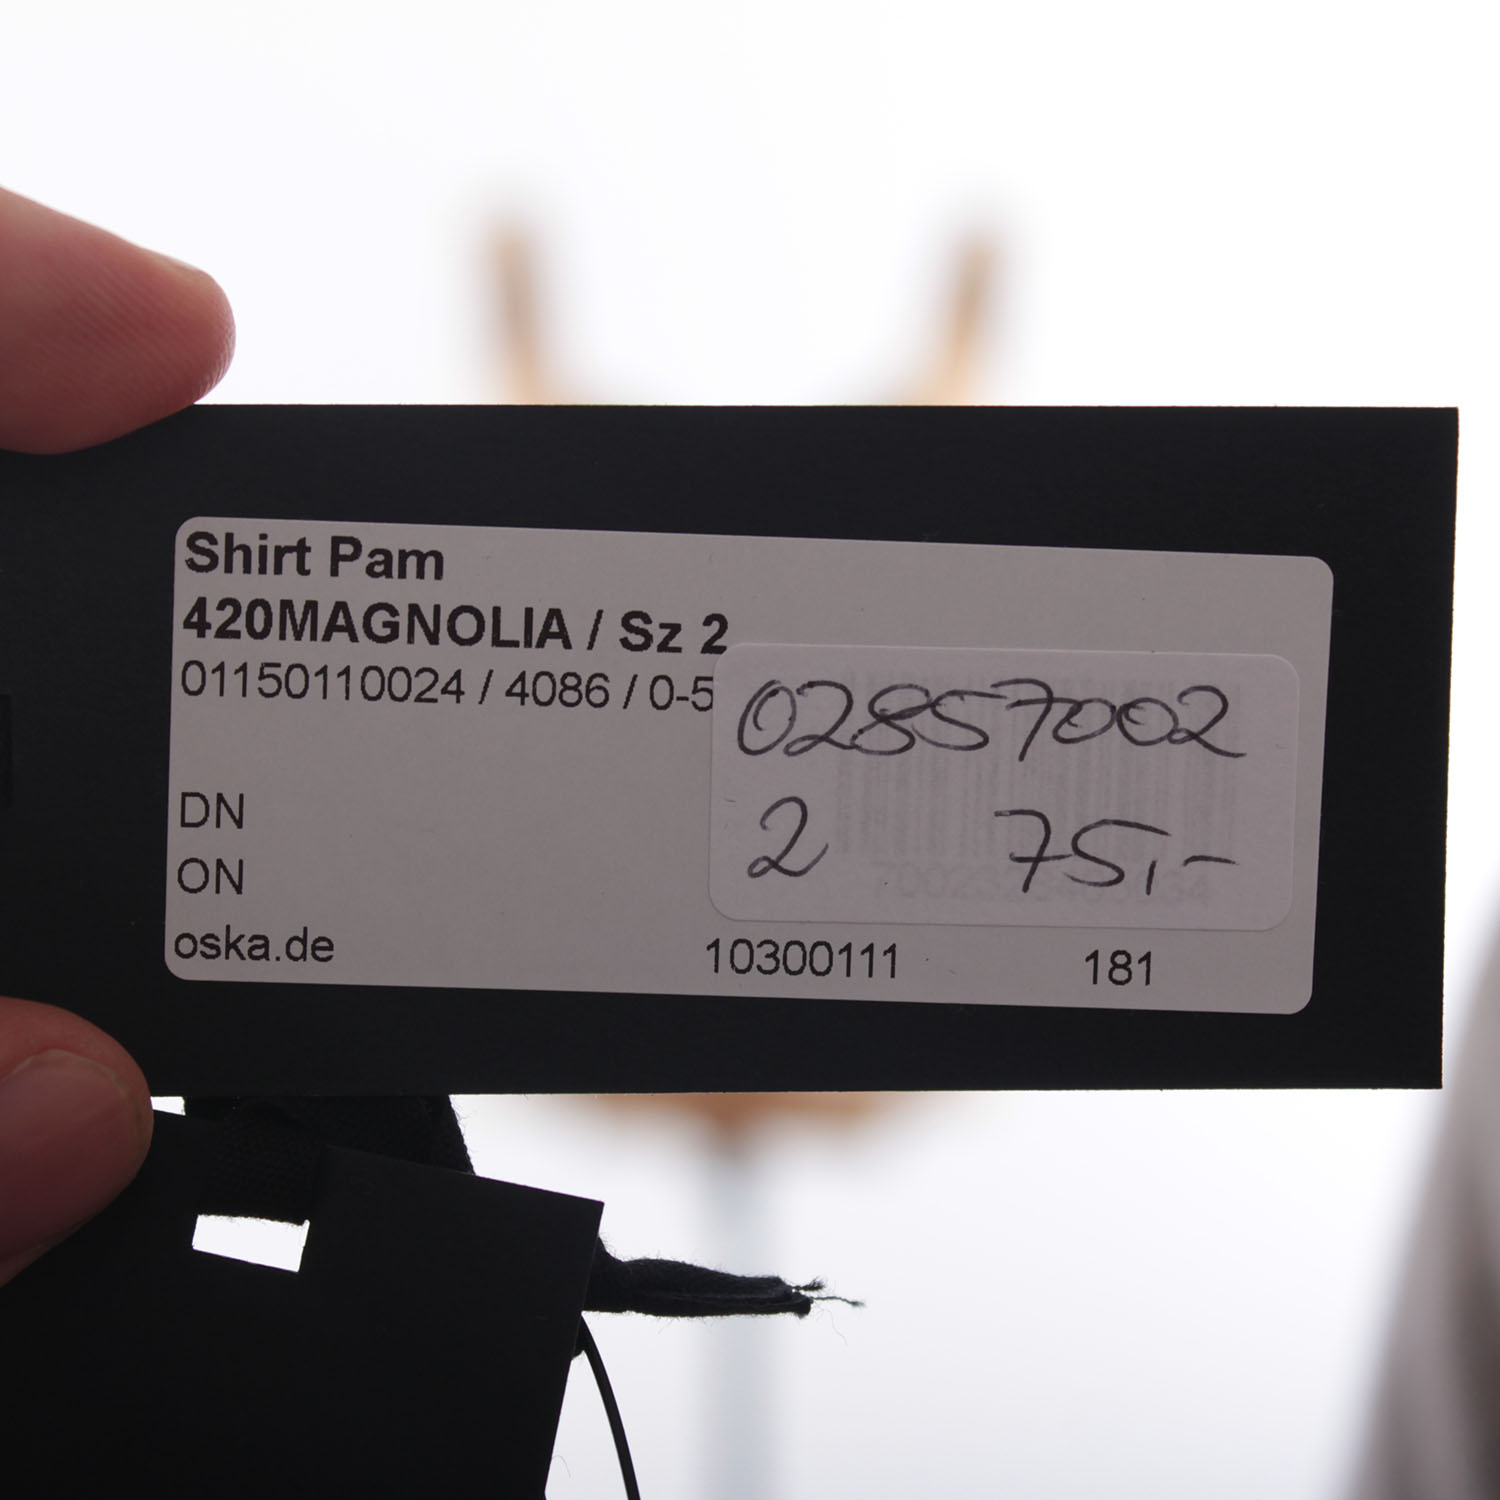 Shirt Pam
420MAGNOLIA / Sz 2
01150110024 / 4086 / 0-5
02857002
2 75,-
DN
ON
oska.de 10300111 181